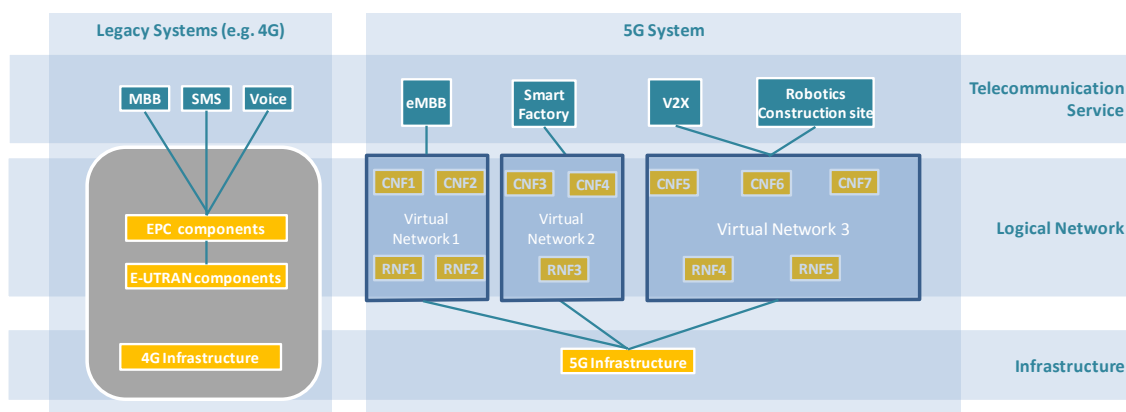 Legacy Systems (e.g. 4G)
5G System
Telecommunication
Service
MBB
SMS
Voice
eMBB
Smart
Factory
V2X
Robotics
Construction site
CNF1
CNF2
CNF3
CNF4
CNF5
CNF6
CNF7
EPC components
Virtual
Network 1
Virtual
Network 2
Virtual Network 3
Logical Network
E-UTRAN components
RNF1
RNF2
RNF3
RNF4
RNF5
4G Infrastructure
5G Infrastructure
Infrastructure